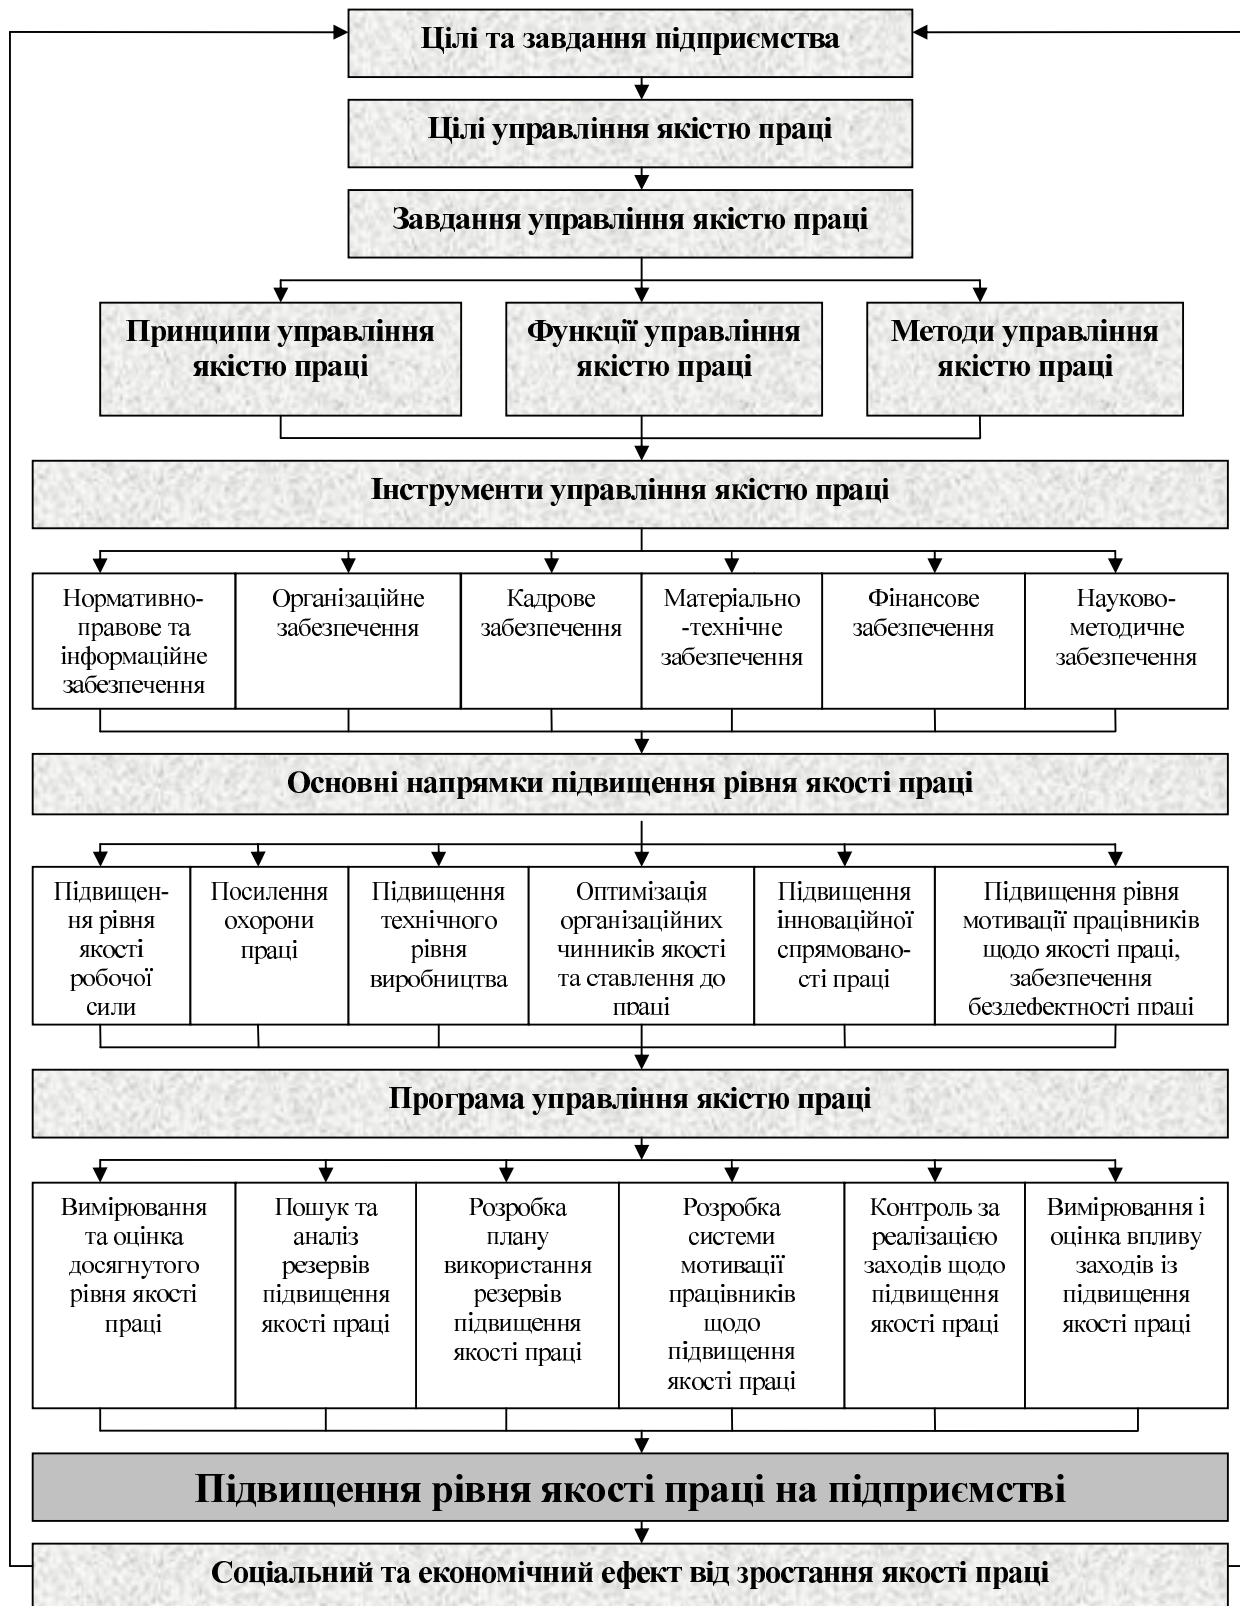 Цілі та завдання підприємства
Цілі управління якістю праці
Завдання управління якістю праці
Принципи управління
якістю праці
Функції управління
якістю праці
Методи управління
якістю праці
Інструменти управління якістю праці
Нормативно-
правове та
інформаційне
забезпечення
Організаційне
забезпечення
Кадрове
забезпечення
Матеріально
-технічне
забезпечення
Фінансове
забезпечення
Науково-
методичне
забезпечення
Основні напрямки підвищення рівня якості праці
Підвищен-
ня рівня
якості
робочої
сили
Посилення
охорони
праці
Підвищення
технічного
рівня
виробництва
Оптимізація
організаційних
чинників якості
та ставлення до
праці
Підвищення
інноваційної
спрямовано-
сті праці
Підвищення рівня
мотивації працівників
щодо якості праці,
забезпечення
бездефектності праці
Програма управління якістю праці
Вимірювання
та оцінка
досягнутого
рівня якості
праці
Пошук та
аналіз
резервів
підвищення
якості праці
Розробка
плану
використання
резервів
підвищення
якості праці
Розробка
системи
мотивації
працівників
щодо
підвищення
якості праці
Контроль за
реалізацією
заходів щодо
підвищення
якості праці
Вимірювання і
оцінка впливу
заходів із
підвищення
якості праці
Підвищення рівня якості праці на підприємстві
Соціальний та економічний ефект від зростання якості праці